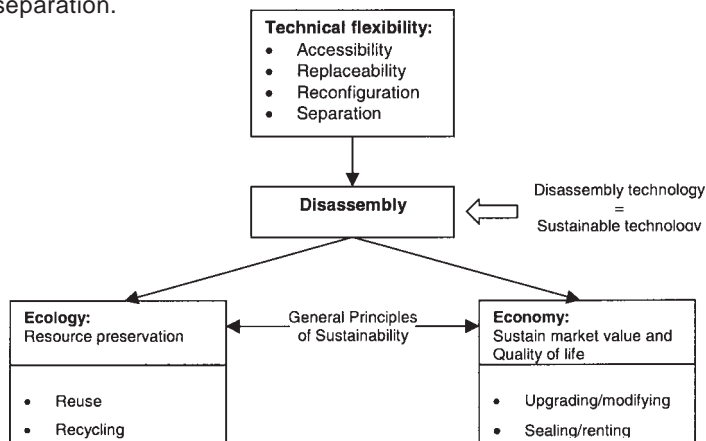 separation.
Technical flexibility:
• Accessibility
• Replaceability
• Reconfiguration
• Separation
Disassembly
Disassembly technology
=
Sustainable technology
Ecology:
Resource preservation
General Principles
of Sustainability
Economy:
Sustain market value and
Quality of life
• Reuse
• Recycling
• Upgrading/modifying
• Sealing/renting